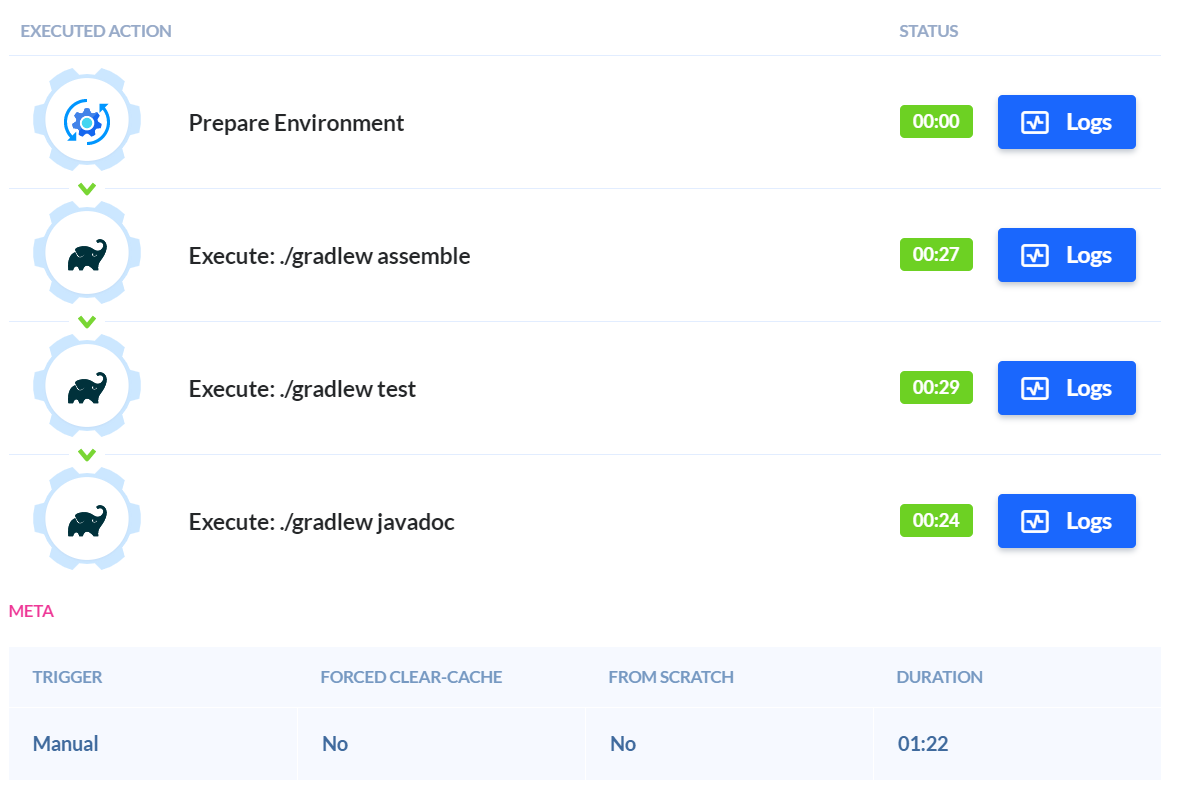 EXECUTED ACTION STATUS
Prepare Environment 00:00 Logs
Execute: ./gradlew assemble 00:27 Logs
Execute: ./gradlew test 00:29 Logs
Execute: ./gradlew javadoc 00:24 Logs
META
TRIGGER FORCED CLEAR-CACHE FROM SCRATCH DURATION
Manual No No 01:22